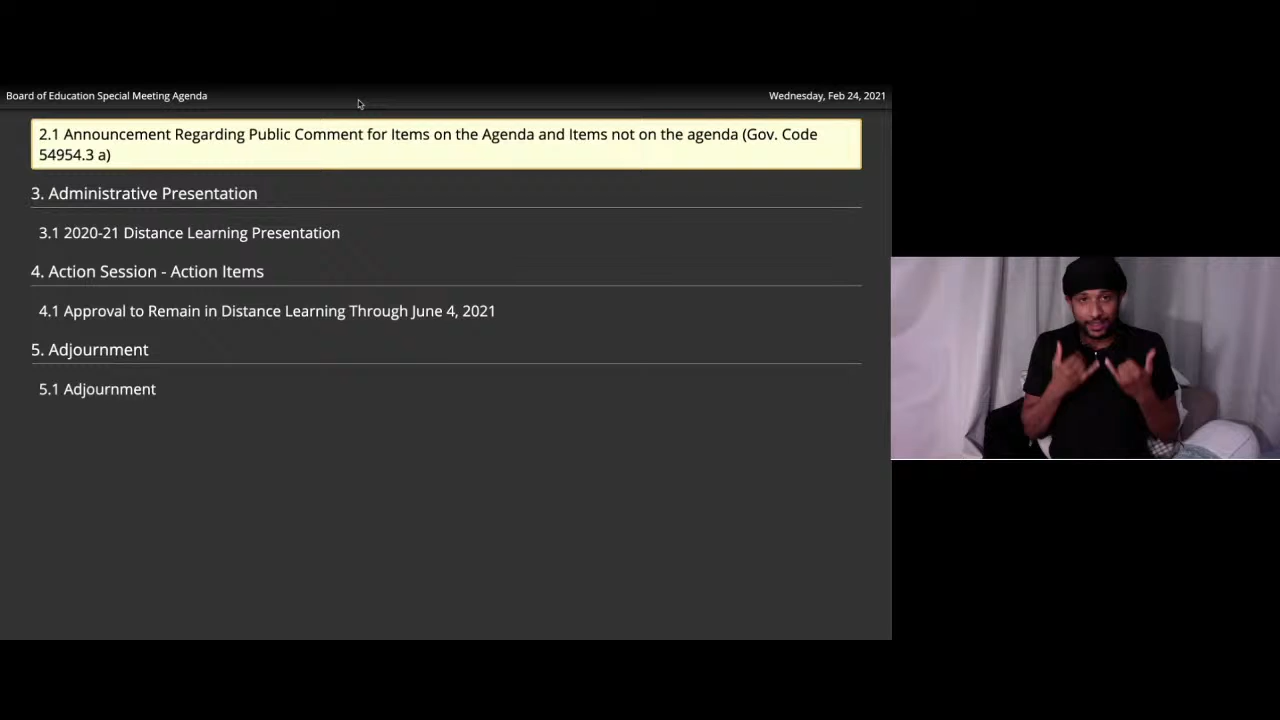 Board of Education Special Meeting Agenda
Wednesday, Feb 24, 2021
2.1 Announcement Regarding Public Comment for Items on the Agenda and Items not on the agenda (Gov. Code
54954.3 a)
3. Administrative Presentation
3.1 2020-21 Distance Learning Presentation
4. Action Session - Action Items
4.1 Approval to Remain in Distance Learning Through June 4, 2021
5. Adjournment
5.1 Adjournment